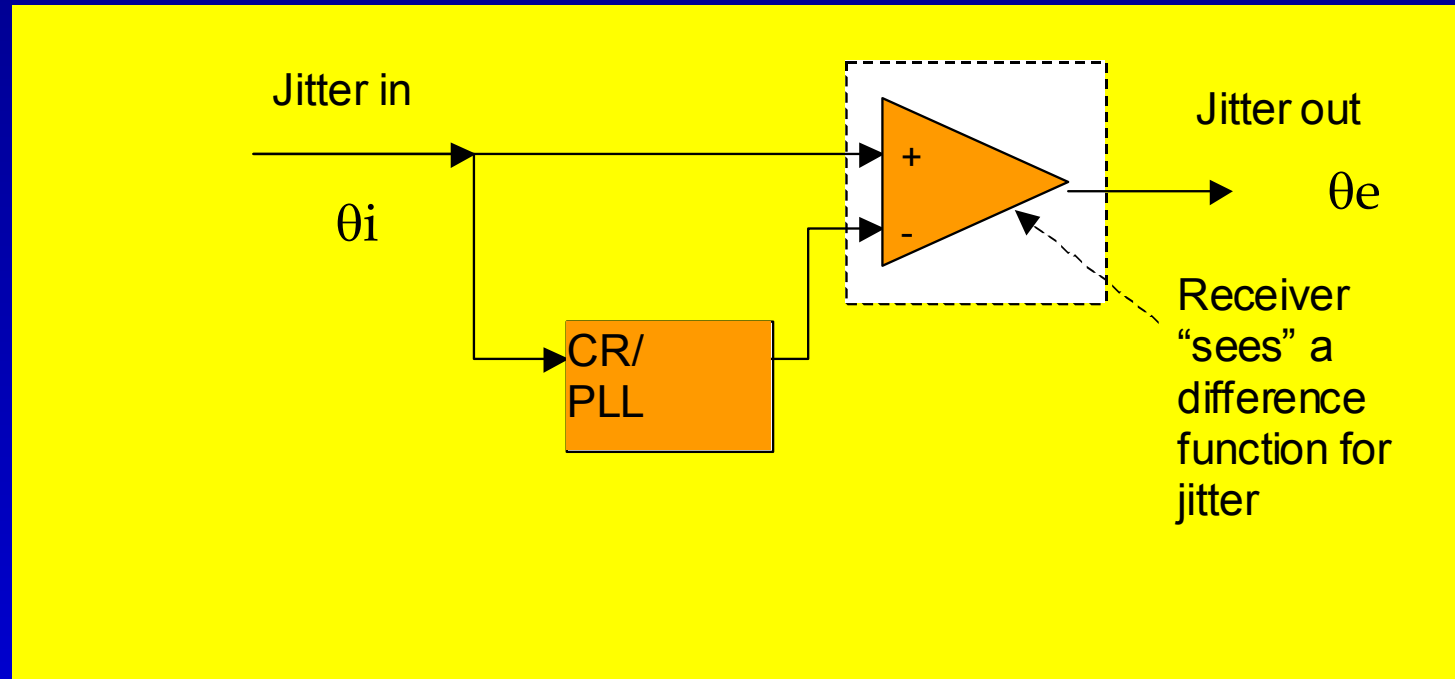 Jitter in
θi
CR/
PLL
+
-
Jitter out
θe
Receiver
“sees” a
difference
function for
jitter